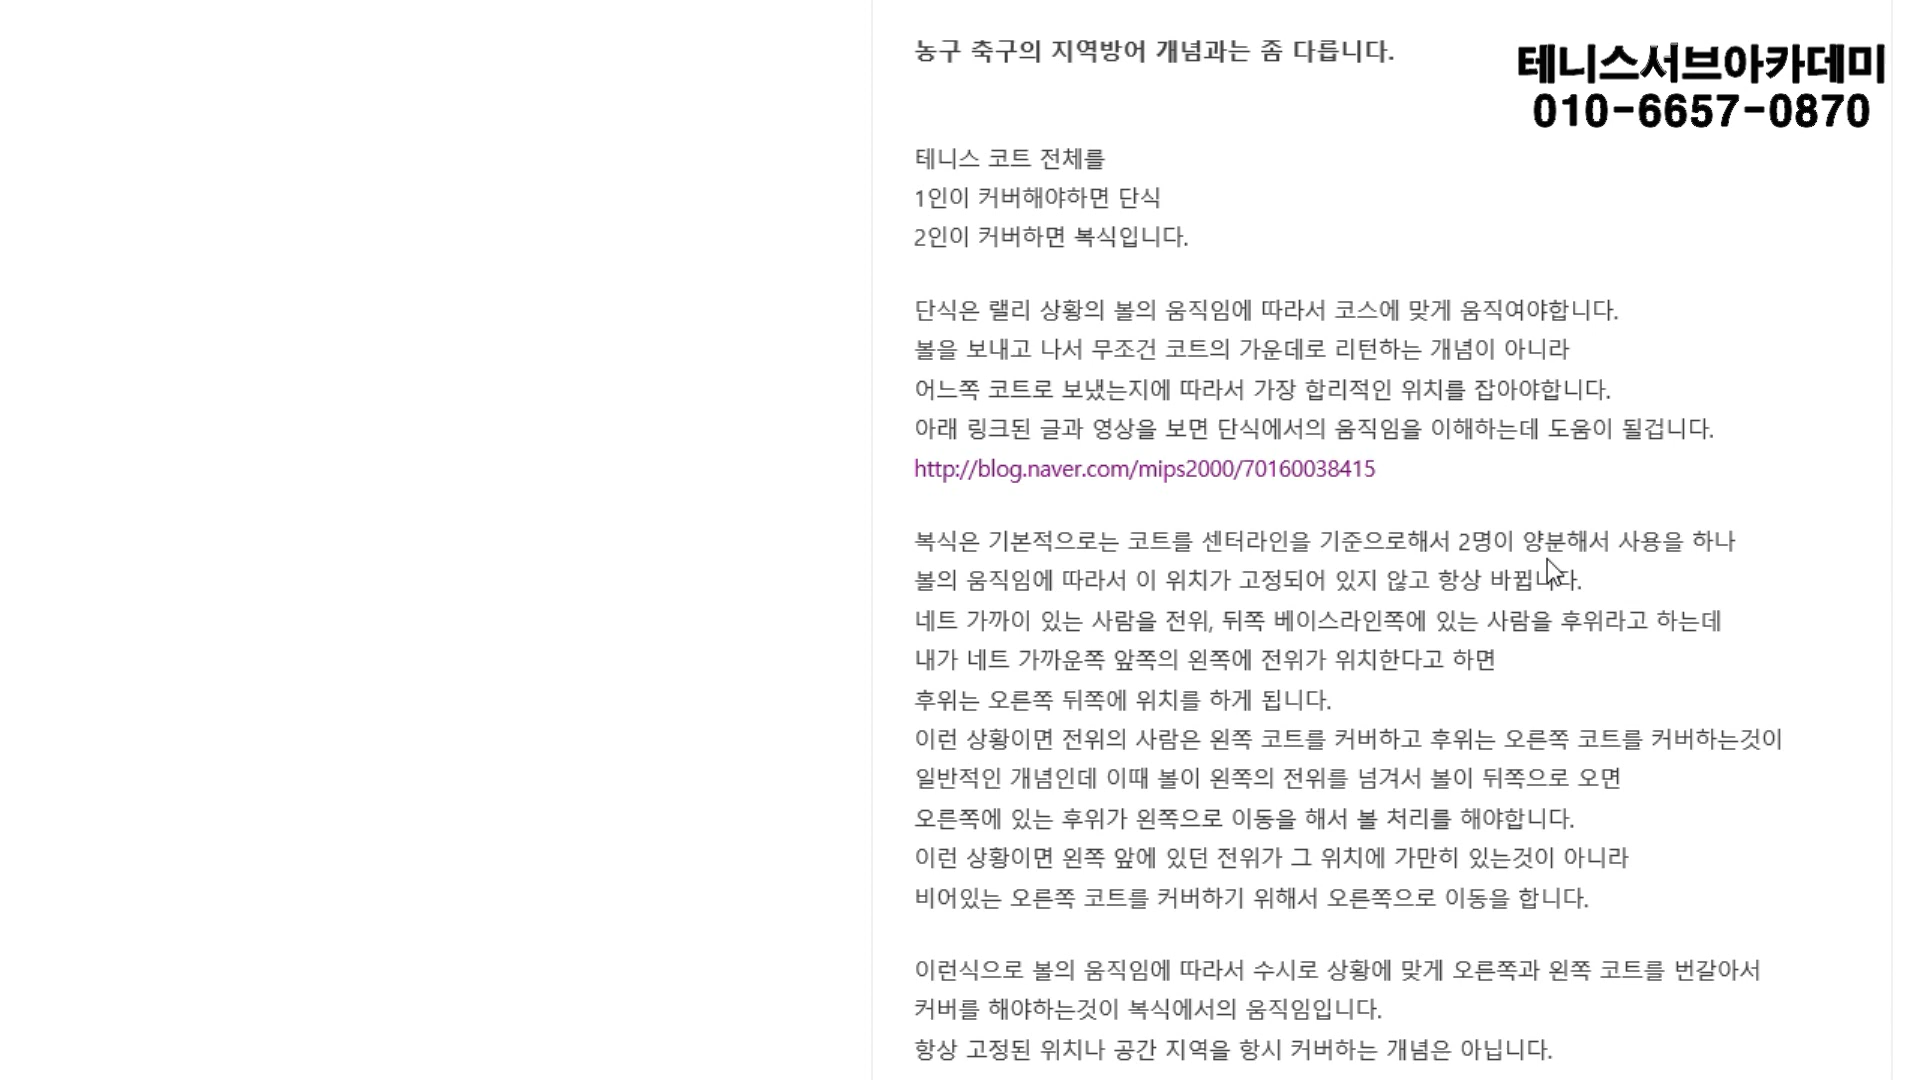 농구 축구의 지역방어 개념과는 좀 다릅니다.
테니스서브아카데미
010-6657-0870
테니스 코트 전체를
1인이 커버해야하면 단식
2인이 커버하면 복식입니다.
단식은 랠리 상황의 볼의 움직임에 따라서 코스에 맞게 움직여야합니다.
볼을 보내고 나서 무조건 코트의 가운데로 리턴하는 개념이 아니라
어느쪽 코트로 보냈는지에 따라서 가장 합리적인 위치를 잡아야합니다.
아래 링크된 글과 영상을 보면 단식에서의 움직임을 이해하는데 도움이 될겁니다.
http://blog.naver.com/mips2000/70160038415
복식은 기본적으로는 코트를 센터라인을 기준으로해서 2명이 양분해서 사용을 하나
볼의 움직임에 따라서 이 위치가 고정되어 있지 않고 항상 바뀝니다.
네트 가까이 있는 사람을 전위, 뒤쪽 베이스라인쪽에 있는 사람을 후위라고 하는데
내가 네트 가까운쪽 앞쪽의 왼쪽에 전위가 위치한다고 하면
후위는 오른쪽 뒤쪽에 위치를 하게 됩니다.
이런 상황이면 전위의 사람은 왼쪽 코트를 커버하고 후위는 오른쪽 코트를 커버하는것이
일반적인 개념인데 이때 볼이 왼쪽의 전위를 넘겨서 볼이 뒤쪽으로 오면
오른쪽에 있는 후위가 왼쪽으로 이동을 해서 볼 처리를 해야합니다.
이런 상황이면 왼쪽 앞에 있던 전위가 그 위치에 가만히 있는것이 아니라
비어있는 오른쪽 코트를 커버하기 위해서 오른쪽으로 이동을 합니다.
이런식으로 볼의 움직임에 따라서 수시로 상황에 맞게 오른쪽과 왼쪽 코트를 번갈아서
커버를 해야하는것이 복식에서의 움직임입니다.
항상 고정된 위치나 공간 지역을 항시 커버하는 개념은 아닙니다.